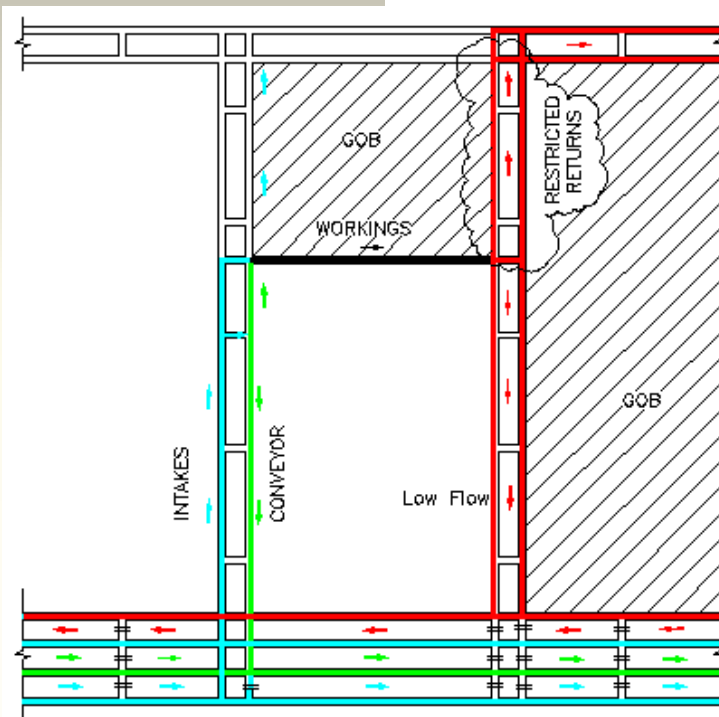 GOB
RESTRICTED
RETURNS
WORKINGS
GOB
INTAKES
CONVEYOR
Low Flow